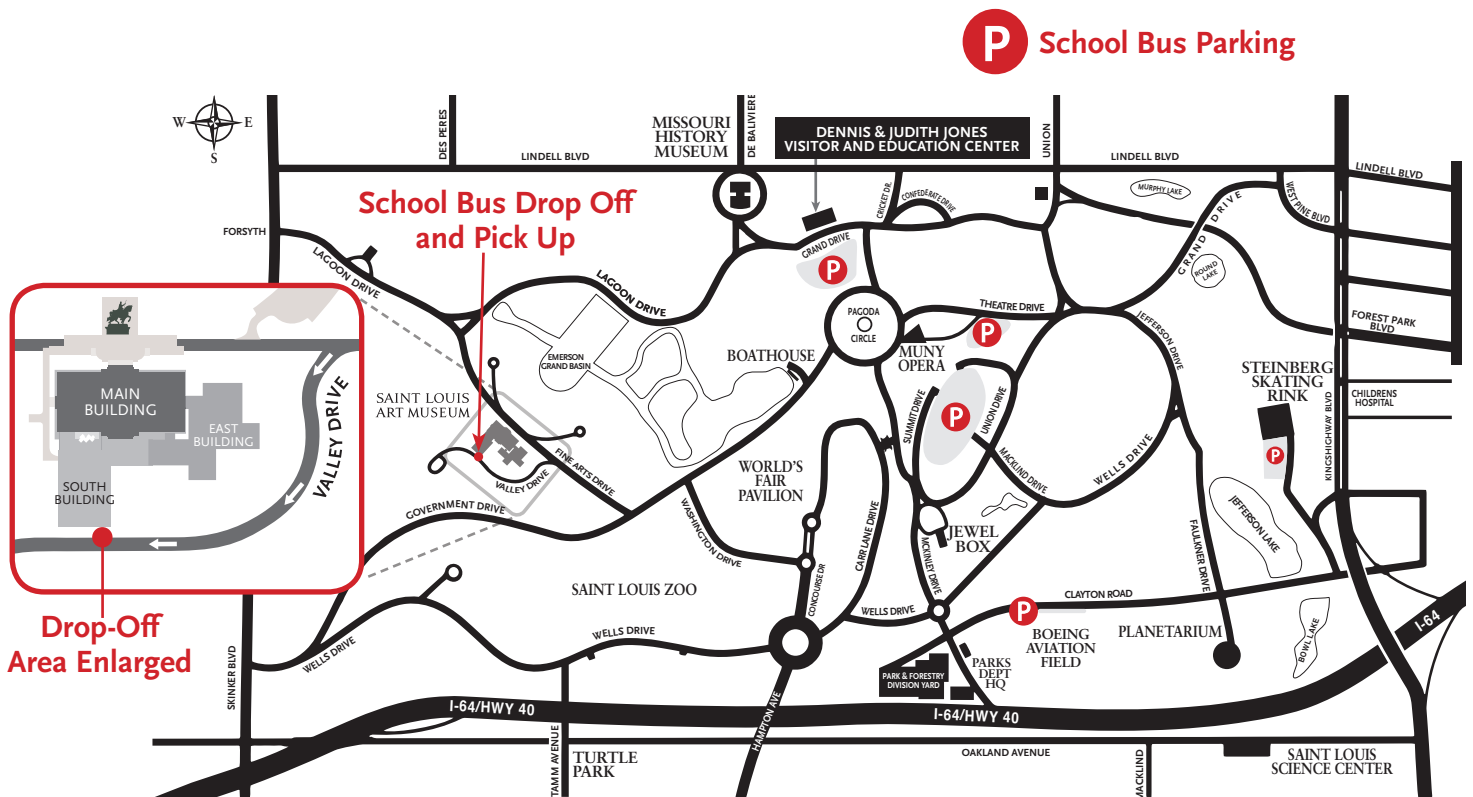 P School Bus Parking
W E
S
DES PERES
LINDELL BLVD
MISSOURI
HISTORY
MUSEUM
DE BALIVIERE
DENNIS & JUDITH JONES
VISITOR AND EDUCATION CENTER
UNION
LINDELL BLVD
LINDELL BLVD
School Bus Drop Off
and Pick Up
FORSYTH
LAGOON DRIVE
LAGOON DRIVE
CRICKET DR.
CONFEDERATE DRIVE
GRAND DRIVE
P
MURPHY LAKE
GRAND DRIVE
WEST PINE BLVD
ROUND
LAKE
PAGODA
CIRCLE
THEATRE DRIVE
P
JEFFERSON DRIVE
FOREST PARK
BLVD
MUNY
OPERA
BOATHOUSE
EMERSON
GRAND BASIN
SAINT LOUIS
ART MUSEUM
STEINBERG
SKATING
RINK
P
KINGSHIGHWAY BLVD
CHILDRENS
HOSPITAL
SUMMIT DRIVE
P
UNION DRIVE
MACKLIND DRIVE
WELLS DRIVE
FINE ARTS DRIVE
VALLEY DRIVE
GOVERNMENT DRIVE
WORLD'S
FAIR
PAVILION
WASHINGTON DRIVE
CARR LANE DRIVE
CONCOURSE DR
JEWEL
BOX
MCKINLEY DRIVE
FAULKNER DRIVE
JEFFERSON LAKE
MAIN
BUILDING
EAST
BUILDING
SOUTH
BUILDING
VALLEY DRIVE
Drop-Off
Area Enlarged
SAINT LOUIS ZOO
WELLS DRIVE
WELLS DRIVE
WELLS DRIVE
CLAYTON ROAD
P
BOEING
AVIATION
FIELD
PLANETARIUM
BOWL LAKE
I-64
PARKS
DEPT
HQ
PARK & FORESTRY
DIVISION YARD
SKINKER BLVD
I-64/HWY 40
I-64/HWY 40
HAMPTON AVE
TAMM AVENUE
TURTLE
PARK
OAKLAND AVENUE
MACKLIND
SAINT LOUIS
SCIENCE CENTER